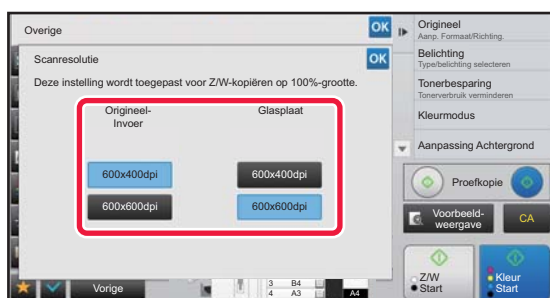 Overige
OK
Scanresolutie
OK
Deze instelling wordt toegepast voor Z/W-kopiëren op 100%-grootte.
Origineel-
Invoer
Glasplaat
600x400dpi
600x400dpi
600x600dpi
600x600dpi
Vorige
3 B4
4 A3
A4
Origineel
Aanp. Formaat/Richting.
Belichting
Type/belichting selecteren
Tonerbesparing
Tonerverbruik verminderen
Kleurmodus
Aanpassing Achtergrond
Proefkopie
Voorbeeld-
weergave
CA
Z/W
Start
Kleur
Start